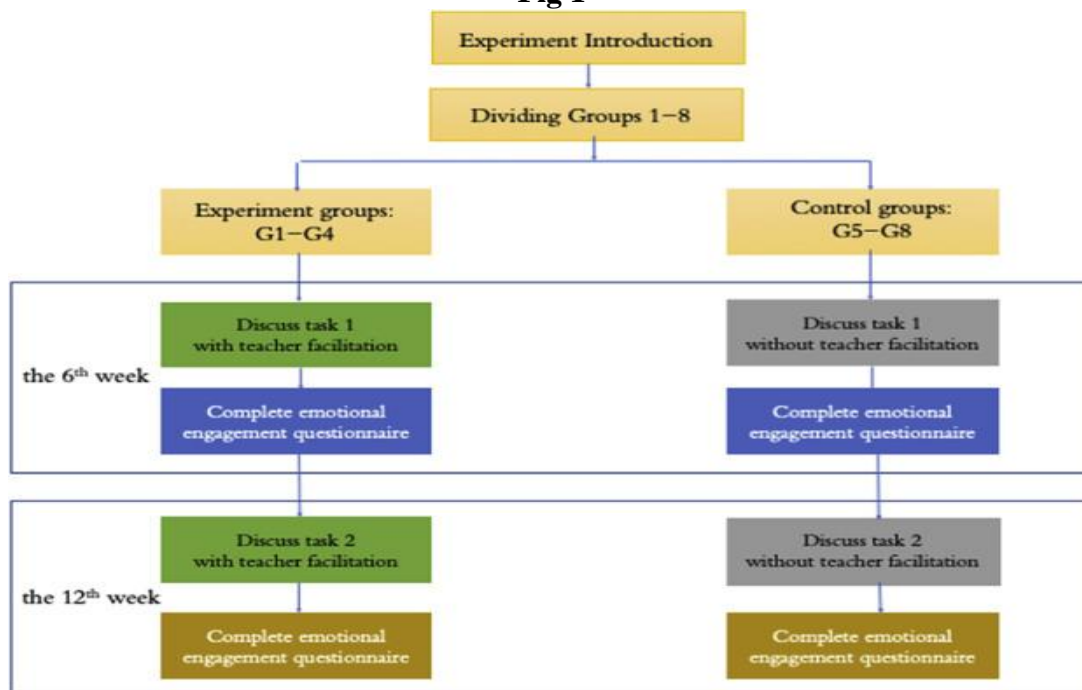 Fig 1
Experiment Introduction
Dividing Groups 1–8
Experiment groups:
G1–G4
Control groups:
G5–G8
the 6th week
Discuss task 1
with teacher facilitation
Discuss task 1
without teacher facilitation
Complete emotional
engagement questionnaire
Complete emotional
engagement questionnaire
the 12th week
Discuss task 2
with teacher facilitation
Discuss task 2
without teacher facilitation
Complete emotional
engagement questionnaire
Complete emotional
engagement questionnaire